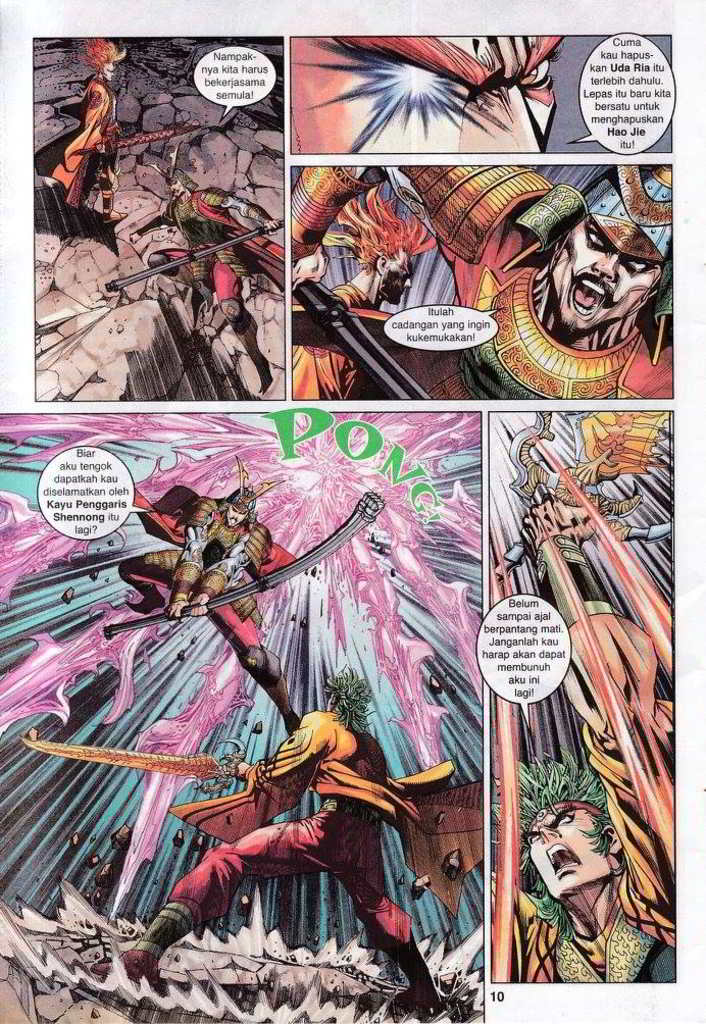 Nampak-
nya kita harus
bekerjasama
semula!
Cuma
kau hapus-
kan Uda Ria itu
terlebih dahulu.
Lepas itu baru kita
bersatu untuk
menghapuskan
Hao Jie
itu!
Itulah
cadangan yang ingin
kukemukakan!
PONG!
Biar
aku tengok
dapatkah kau
diselamatkan oleh
Kayu Penggaris
Shennong itu
lagi?
Belum
sampai ajal
berpantang mati.
Janganlah kau
harap akan dapat
membunuh
aku ini
lagi!
10